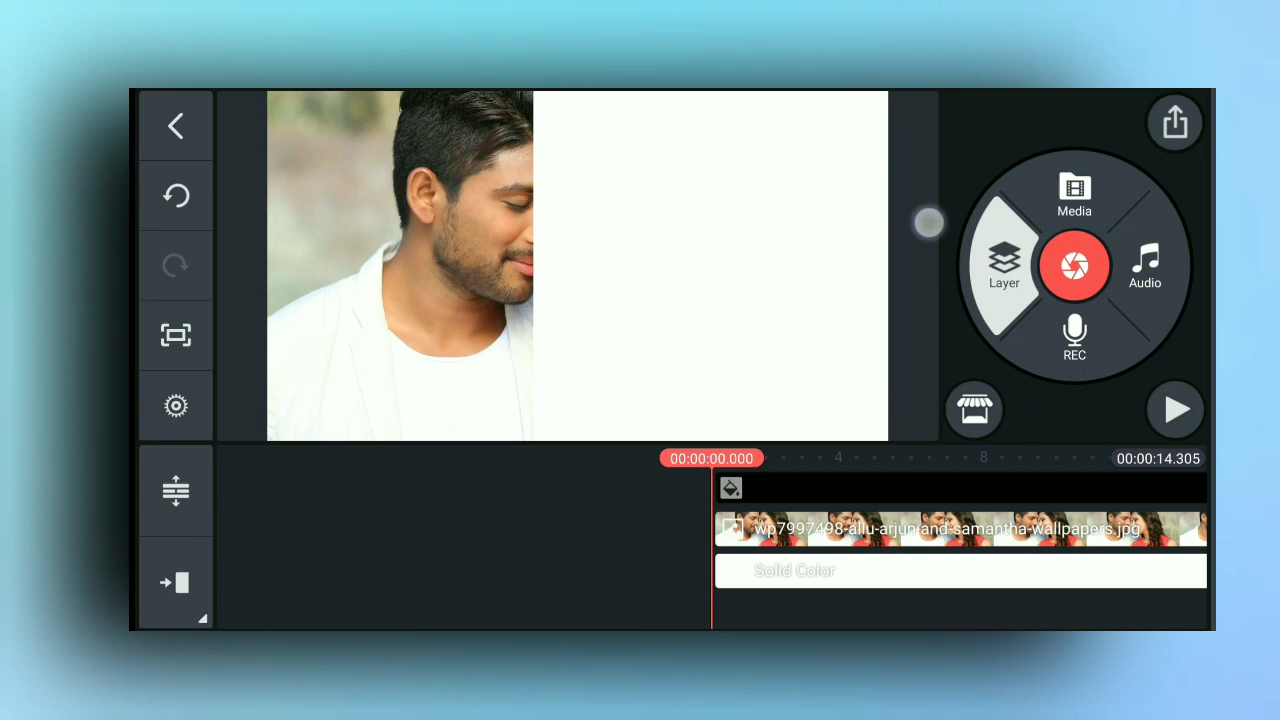 Media
Layer
Audio
REC
00:00:00.000
4
8
00:00:14.305
wp7997498-allu-arjun-and-samantha-wallpapers.jpg
Solid Color